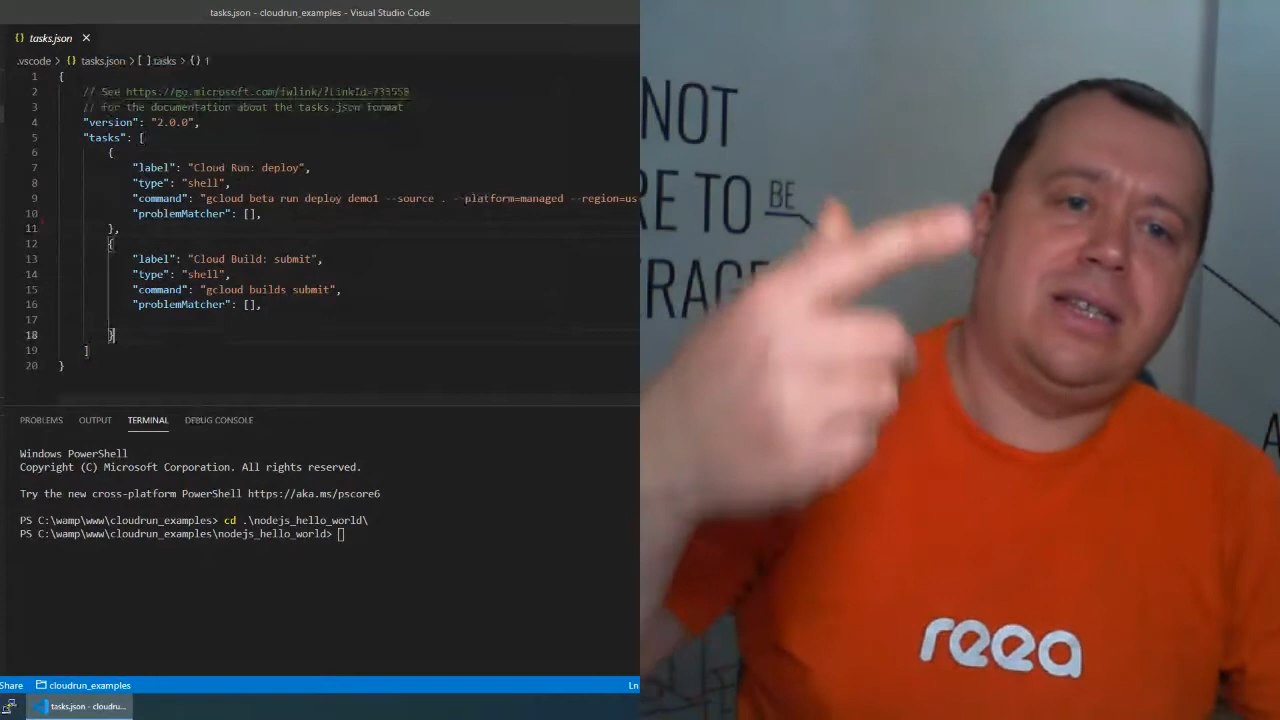 tasks.json - cloudrun_examples - Visual Studio Code
{} tasks.json ×
.vscode > {} tasks.json > [ ] tasks > {} 1
1 {
2 // See https://go.microsoft.com/fwlink/?LinkId=733558
3 // for the documentation about the tasks.json format
4 "version": "2.0.0",
5 "tasks": [
6 {
7 "label": "Cloud Run: deploy",
8 "type": "shell",
9 "command": "gcloud beta run deploy demo1 --source . --platform=managed --region=us
10 "problemMatcher": [],
11 },
12 {
13 "label": "Cloud Build: submit",
14 "type": "shell",
15 "command": "gcloud builds submit",
16 "problemMatcher": [],
17
18 }
19 ]
20 }
PROBLEMS OUTPUT TERMINAL DEBUG CONSOLE
Windows PowerShell
Copyright (C) Microsoft Corporation. All rights reserved.
Try the new cross-platform PowerShell https://aka.ms/pscore6
PS C:\wamp\www\cloudrun_examples> cd .\nodejs_hello_world\
PS C:\wamp\www\cloudrun_examples\nodejs_hello_world>
Share cloudrun_examples Ln
tasks.json - cloudru...
NOT
RE TO BE
RAGE
A
reea